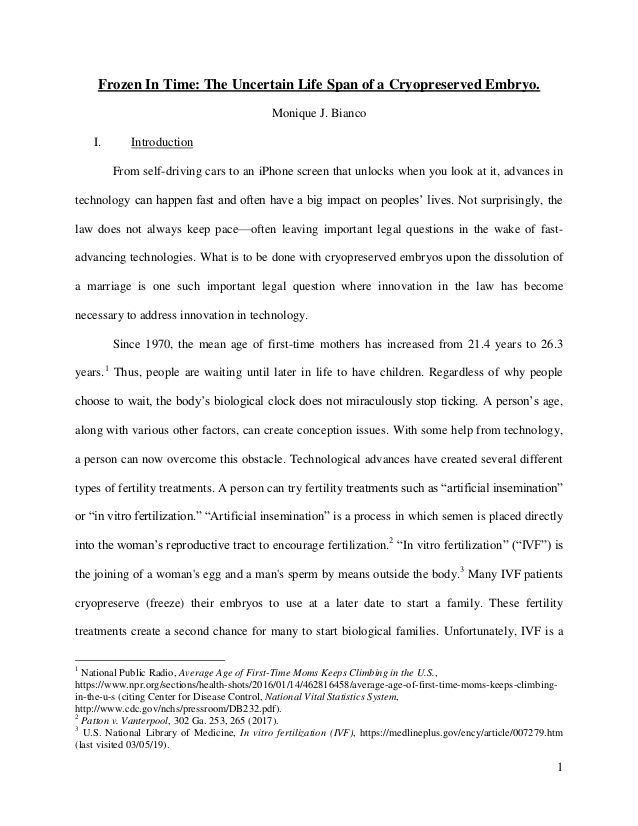 Frozen In Time: The Uncertain Life Span of a Cryopreserved Embryo.
Monique J. Bianco
I. Introduction
From self-driving cars to an iPhone screen that unlocks when you look at it, advances in
technology can happen fast and often have a big impact on peoples’ lives. Not surprisingly, the
law does not always keep pace—often leaving important legal questions in the wake of fast-
advancing technologies. What is to be done with cryopreserved embryos upon the dissolution of
a marriage is one such important legal question where innovation in the law has become
necessary to address innovation in technology.
Since 1970, the mean age of first-time mothers has increased from 21.4 years to 26.3
years.1 Thus, people are waiting until later in life to have children. Regardless of why people
choose to wait, the body’s biological clock does not miraculously stop ticking. A person’s age,
along with various other factors, can create conception issues. With some help from technology,
a person can now overcome this obstacle. Technological advances have created several different
types of fertility treatments. A person can try fertility treatments such as “artificial insemination”
or “in vitro fertilization.” “Artificial insemination” is a process in which semen is placed directly
into the woman’s reproductive tract to encourage fertilization.2 “In vitro fertilization” (“IVF”) is
the joining of a woman's egg and a man's sperm by means outside the body.3 Many IVF patients
cryopreserve (freeze) their embryos to use at a later date to start a family. These fertility
treatments create a second chance for many to start biological families. Unfortunately, IVF is a
1 National Public Radio, Average Age of First-Time Moms Keeps Climbing in the U.S.,
https://www.npr.org/sections/health-shots/2016/01/14/462816458/average-age-of-first-time-moms-keeps-climbing-
in-the-u-s (citing Center for Disease Control, National Vital Statistics System,
http://www.cdc.gov/nchs/pressroom/DB232.pdf).
2 Patton v. Vanterpool, 302 Ga. 253, 265 (2017).
3 U.S. National Library of Medicine, In vitro fertilization (IVF), https://medlineplus.gov/ency/article/007279.htm
(last visited 03/05/19).
1